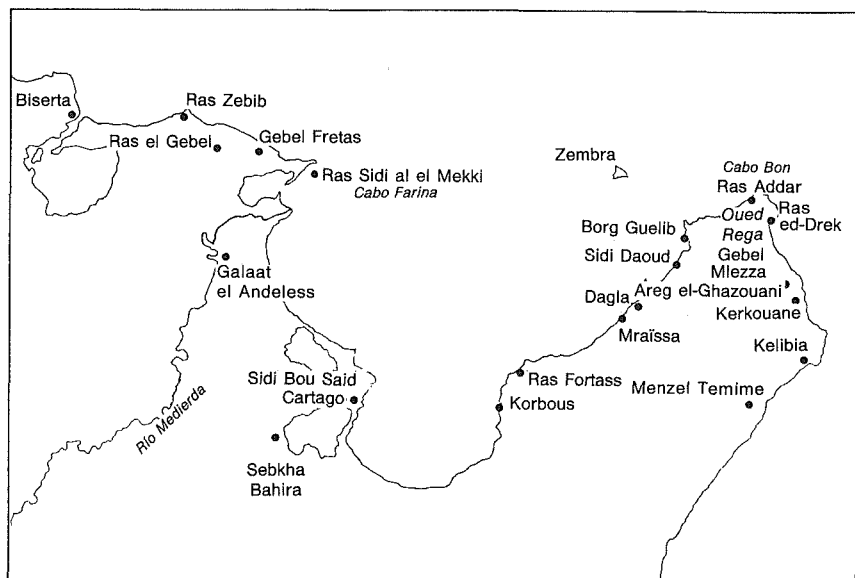 Biserta
Ras Zebib
Ras el Gebel
Gebel Fretas
Ras Sidi al el Mekki
Cabo Farina
Galaat
el Andeless
Río Medierda
Sidi Bou Said
Cartago
Sebkha
Bahira
Zembra
Cabo Bon
Ras Addar
Oued
Rega
Ras
ed-Drek
Borg Guelib
Sidi Daoud
Gebel
Mlezza
Dagla
Areg el-Ghazouani
Kerkouane
Mraïssa
Kelibia
Ras Fortass
Korbous
Menzel Temime